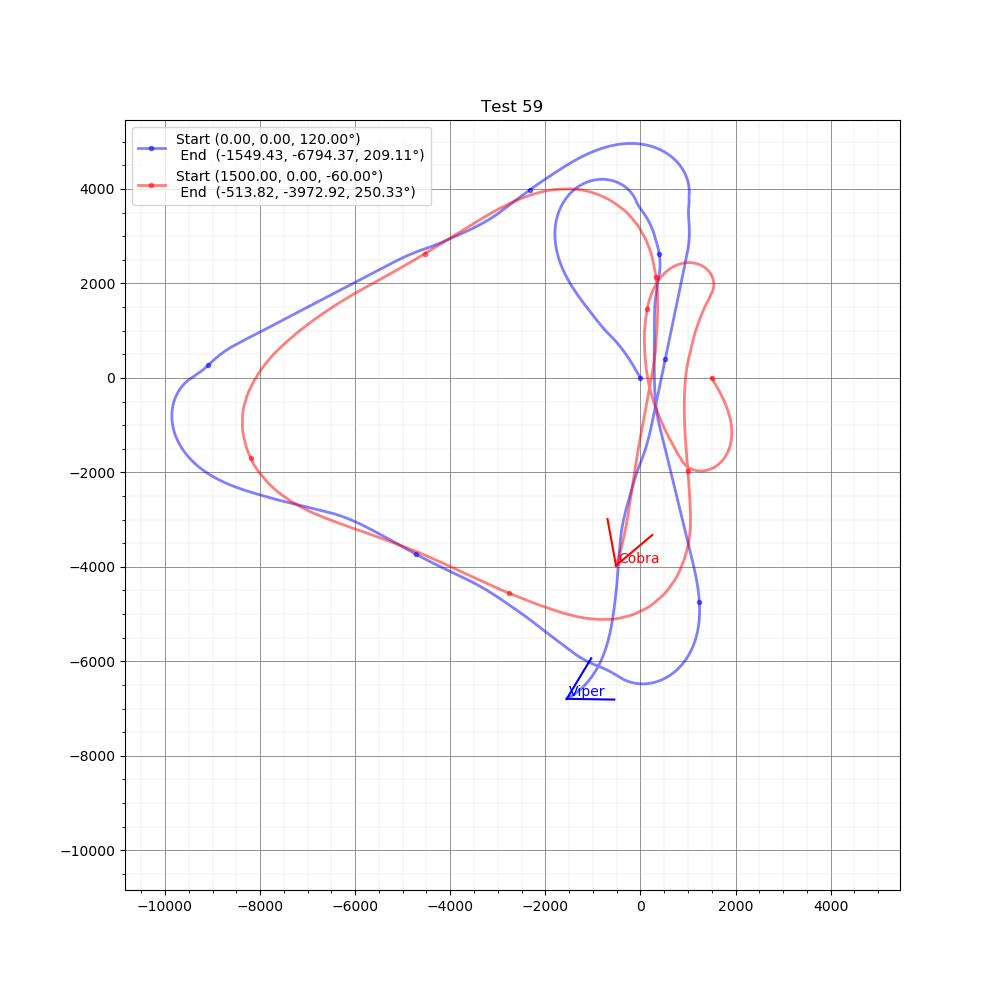 Test 59
Start (0.00, 0.00, 120.00°)
End  (-1549.43, -6794.37, 209.11°)
Start (1500.00, 0.00, -60.00°)
End  (-513.82, -3972.92, 250.33°)
4000
2000
0
−2000
−4000
−6000
−8000
−10000
Cobra
Viper
−10000 −8000 −6000 −4000 −2000 0 2000 4000